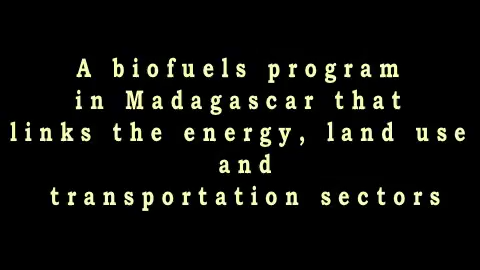 A biofuels program
in Madagascar that
links the energy, land use
and
transportation sectors